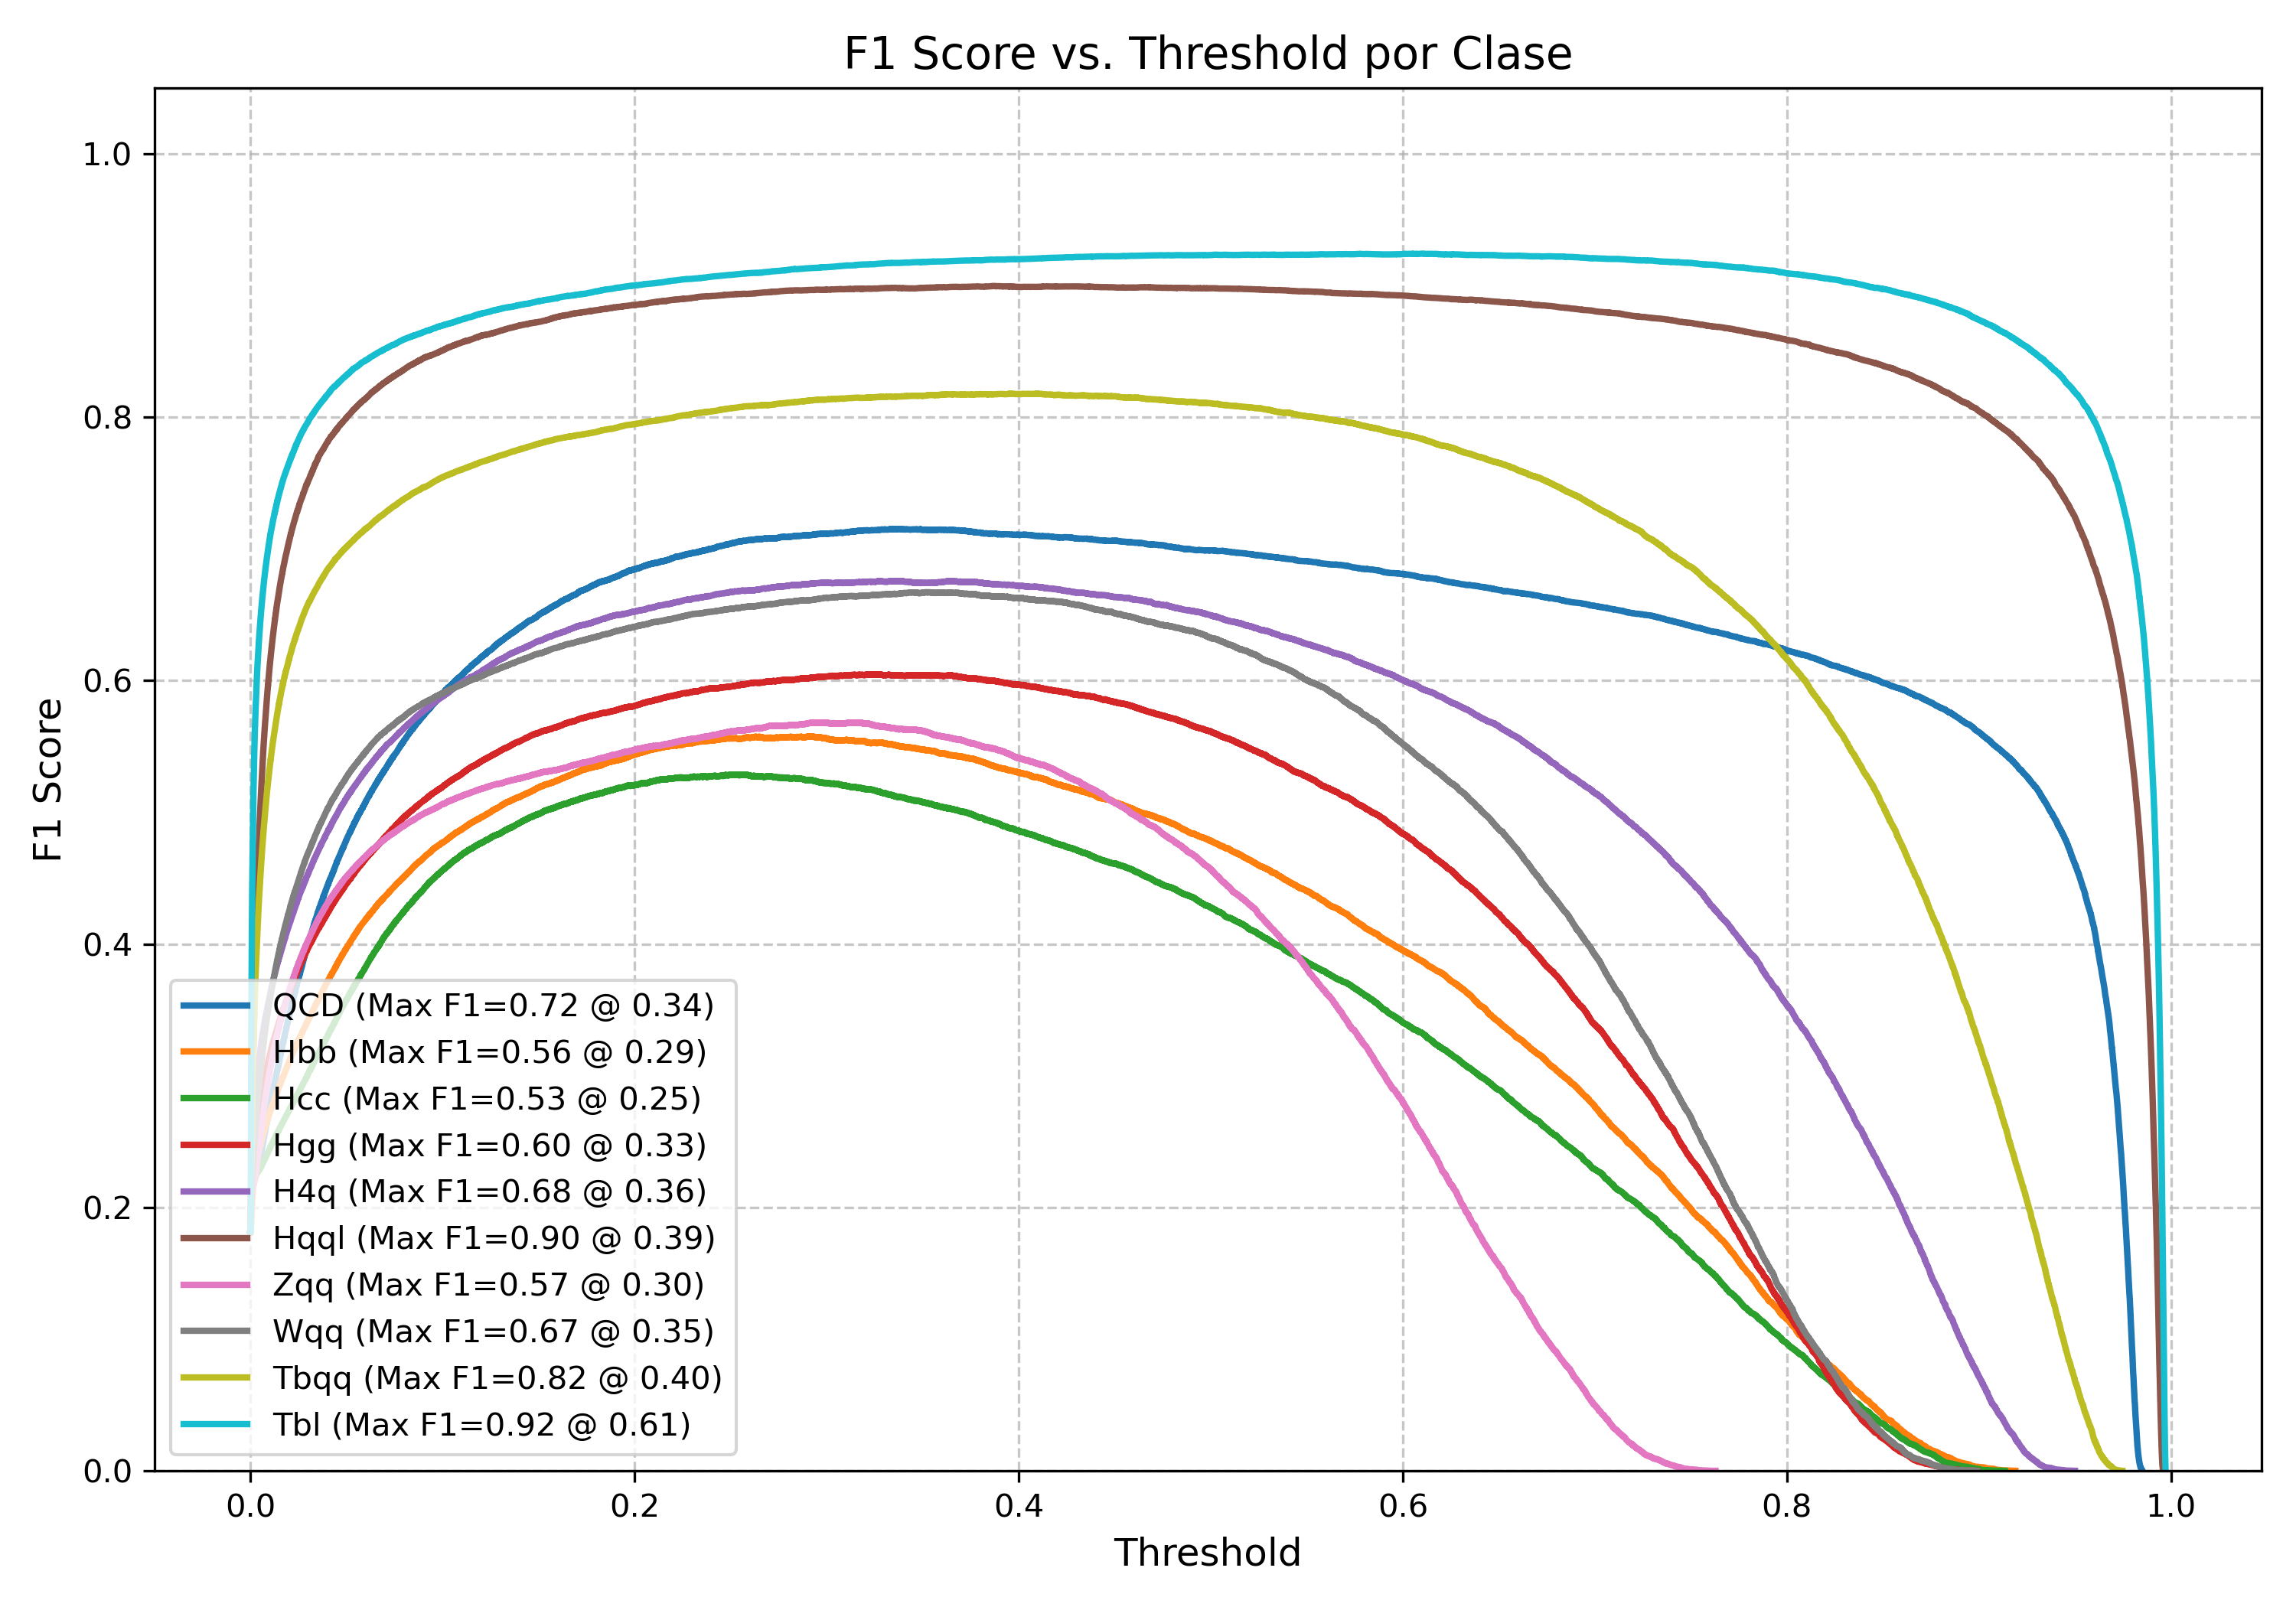 F1 Score vs. Threshold por Clase
1.0
0.8
0.6
0.4
0.2
0.0
F1 Score
QCD (Max F1=0.72 @ 0.34)
Hbb (Max F1=0.56 @ 0.29)
Hcc (Max F1=0.53 @ 0.25)
Hgg (Max F1=0.60 @ 0.33)
H4q (Max F1=0.68 @ 0.36)
Hqql (Max F1=0.90 @ 0.39)
Zqq (Max F1=0.57 @ 0.30)
Wqq (Max F1=0.67 @ 0.35)
Tbqq (Max F1=0.82 @ 0.40)
Tbl (Max F1=0.92 @ 0.61)
0.0 0.2 0.4 0.6 0.8 1.0
Threshold